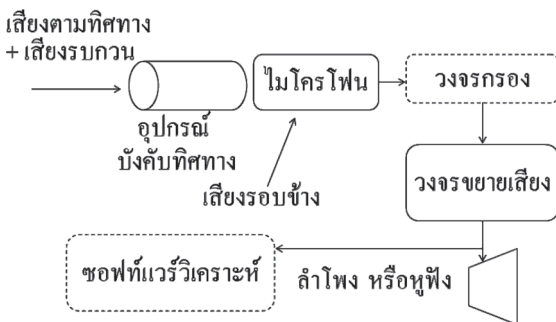 เสียงตามทิศทาง
+ เสียงรบกวน
ไมโครโฟน
วงจรกรอง
อุปกรณ์
บังคับทิศทาง
เสียงรอบข้าง
วงจรขยายเสียง
ซอฟท์แวร์วิเคราะห์
ลำโพง หรือหูฟัง